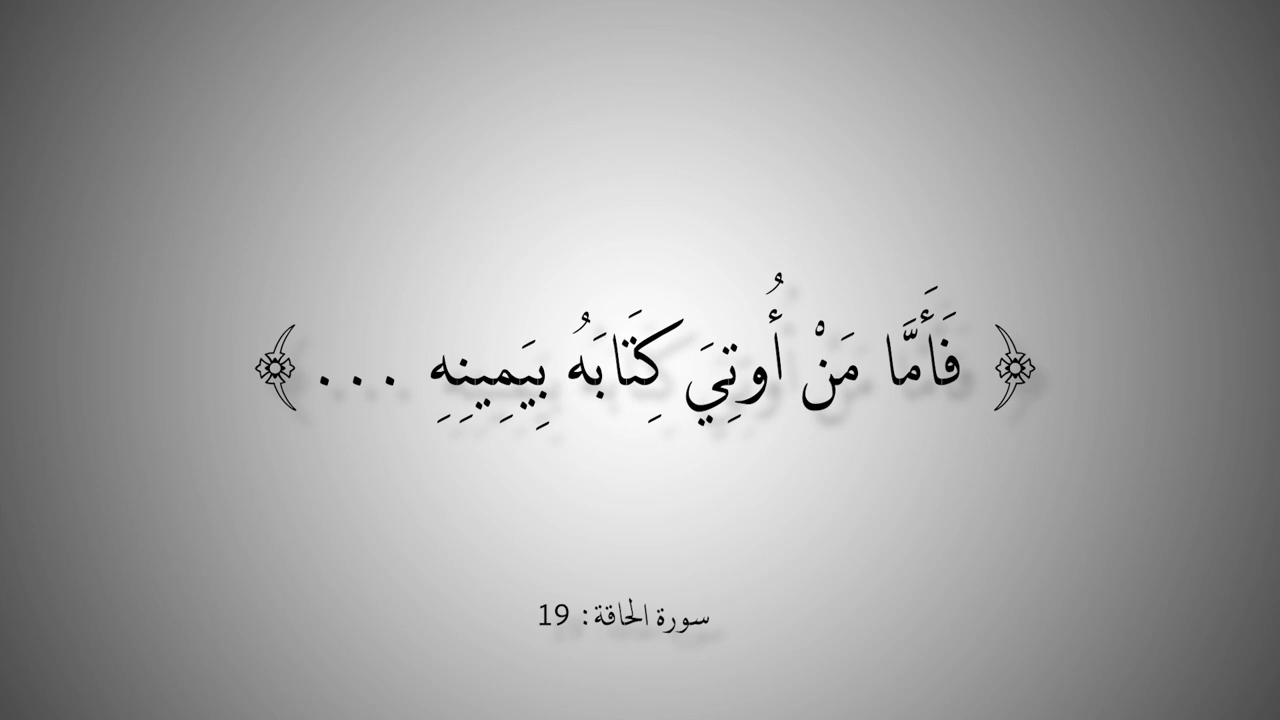 ﴿ فَأَمَّا مَنْ أُوتِيَ كِتَابَهُ بِيَمِينِهِ ... ﴾
سورة الحاقة: 19